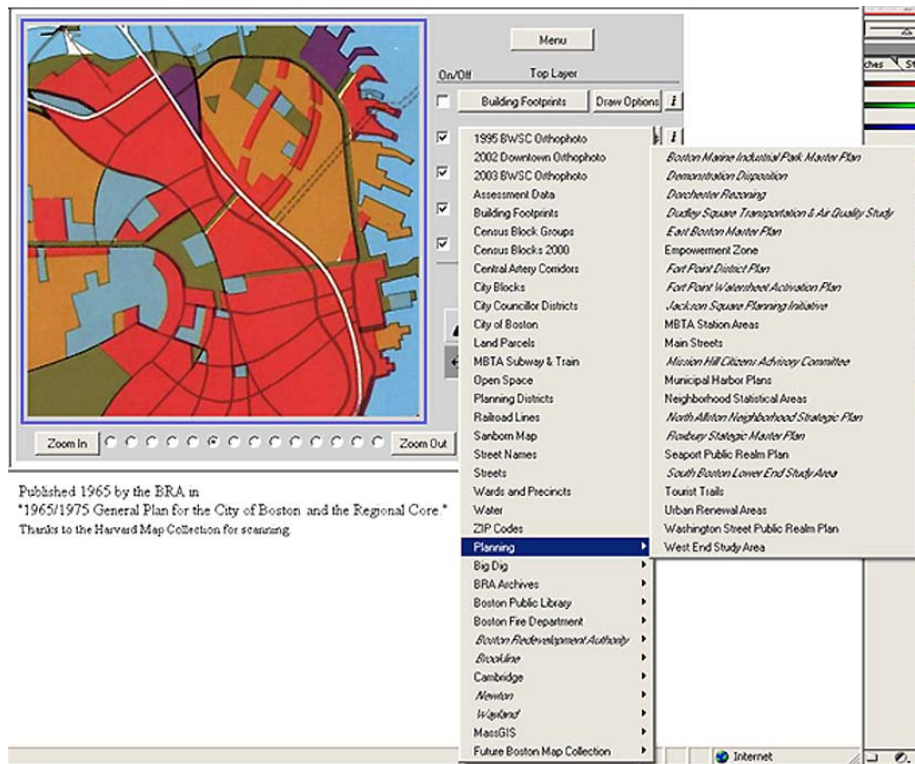 Menu
On/Off
Top Layer
Building Footprints
Draw Options
i
i
1995 BWSC Orthophoto
2002 Downtown Orthophoto
2003 BWSC Orthophoto
Assessment Data
Building Footprints
Census Block Groups
Census Blocks 2000
Central Artery Corridors
City Blocks
City Councillor Districts
City of Boston
Land Parcels
MBTA Subway & Train
Open Space
Planning Districts
Railroad Lines
Sanborn Map
Street Names
Streets
Wards and Precincts
Water
ZIP Codes
Planning
Big Dig
BRA Archives
Boston Public Library
Boston Fire Department
Boston Redevelopment Authority
Brookline
Cambridge
Newton
Wayland
MassGIS
Future Boston Map Collection
Boston Marine Industrial Park Master Plan
Demonstration Disposition
Dorchester Rezoning
Dudley Square Transportation & Air Quality Study
East Boston Master Plan
Empowerment Zone
Fort Point District Plan
Fort Point Watersheet Activation Plan
Jackson Square Planning Initiative
MBTA Station Areas
Main Streets
Mission Hill Citizens Advisory Committee
Municipal Harbor Plans
Neighborhood Statistical Areas
North Allston Neighborhood Strategic Plan
Roxbury Stategic Master Plan
Seaport Public Realm Plan
South Boston Lower End Study Area
Tourist Trails
Urban Renewal Areas
Washington Street Public Realm Plan
West End Study Area
Zoom In
Zoom Out
Published 1965 by the BRA in
"1965/1975 General Plan for the City of Boston and the Regional Core."
Thanks to the Harvard Map Collection for scanning.
Internet